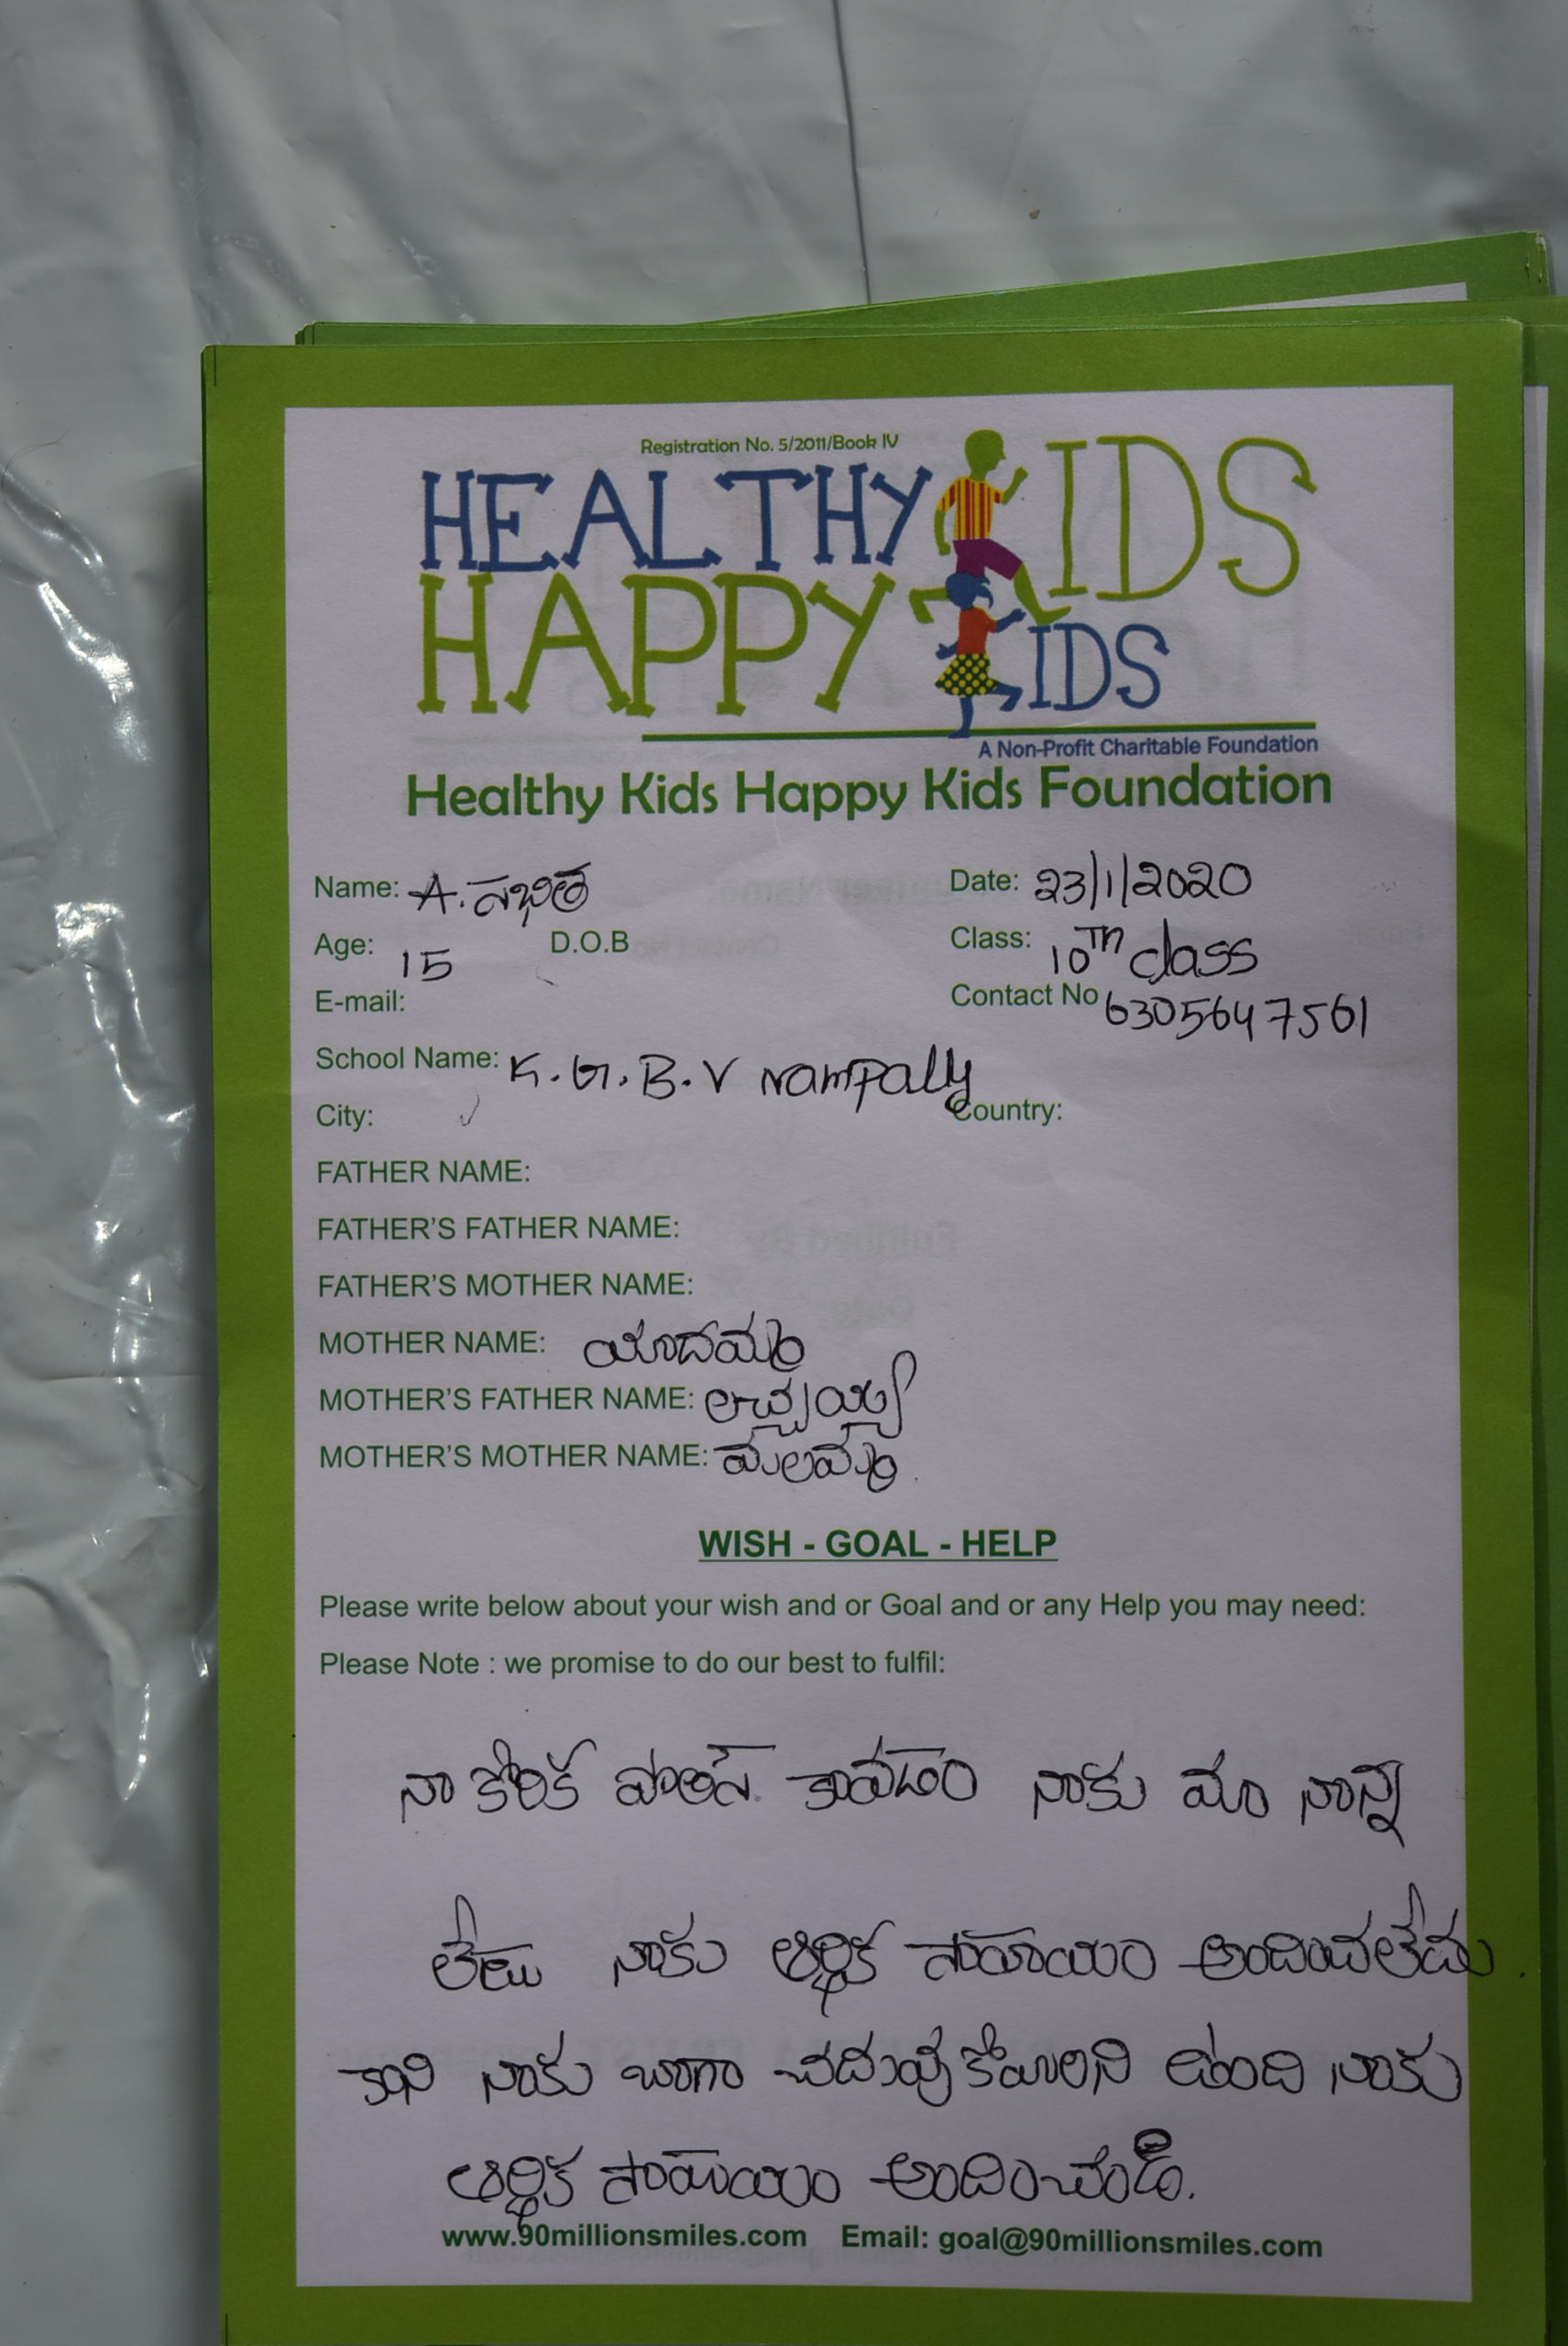 Registration No. 5/2011/Book IV
HEALTHY KIDS
HAPPY KIDS
A Non-Profit Charitable Foundation
Healthy Kids Happy Kids Foundation
Name: A. సభిత Date: 23/1/2020
Age: 15 D.O.B Class: 10Th class
E-mail: Contact No 6305647561
School Name: K.G.B.V Nampally
City: Country:
FATHER NAME:
FATHER'S FATHER NAME:
FATHER'S MOTHER NAME:
MOTHER NAME: యాదమ్మ
MOTHER'S FATHER NAME: అచ్చయ్య
MOTHER'S MOTHER NAME: మలమ్మ
WISH - GOAL - HELP
Please write below about your wish and or Goal and or any Help you may need:
Please Note : we promise to do our best to fulfil:
నా కోరిక పోలీస్ కావడం నాకు మా నాన్న
లేడు నాకు ఆర్థిక సాహాయం అందించలేదు.
కాని నాకు బాగా చదువుకోవాలని ఉంది నాకు
ఆర్థిక సాహయం అందించండి.
www.90millionsmiles.com Email: goal@90millionsmiles.com